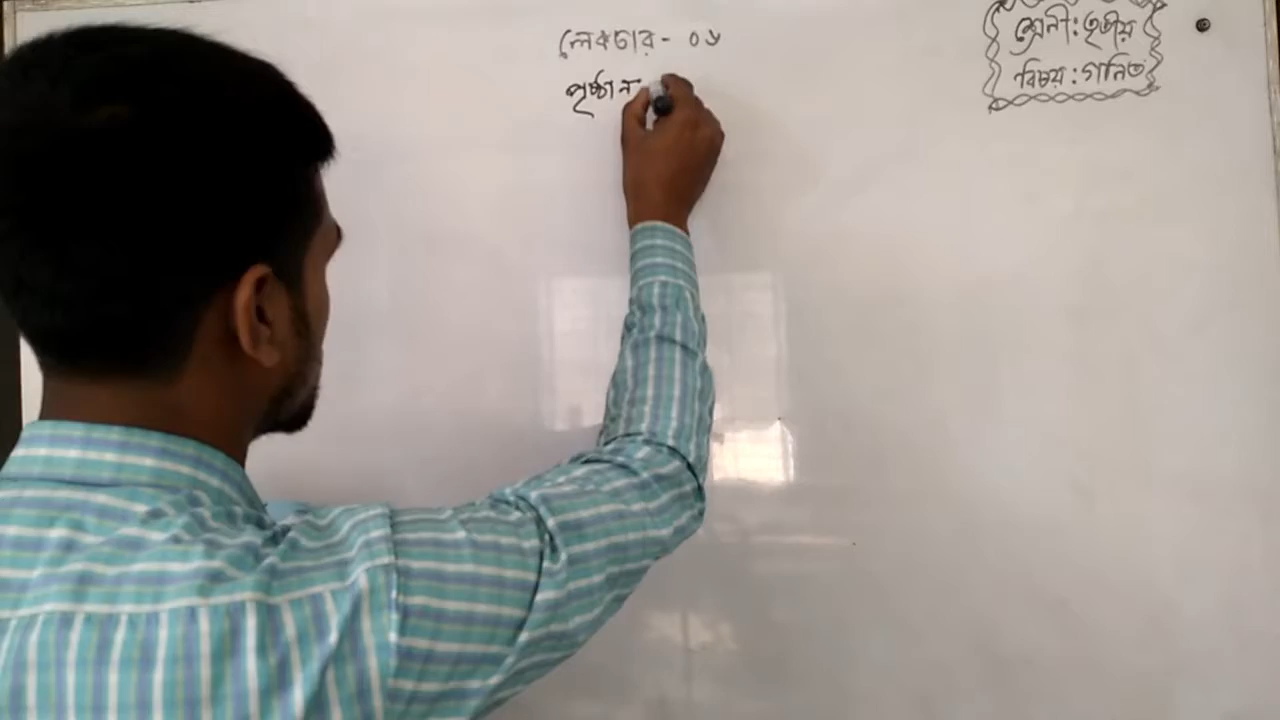 লেকচার - ০৬
পৃষ্ঠা ন
শ্রেনী : তৃতীয়
বিষয় : গনিত